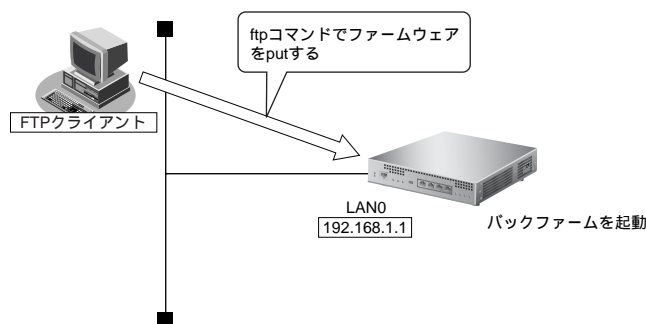 ftpコマンドでファームウェア
をputする
FTPクライアント
LAN0
192.168.1.1
バックファームを起動